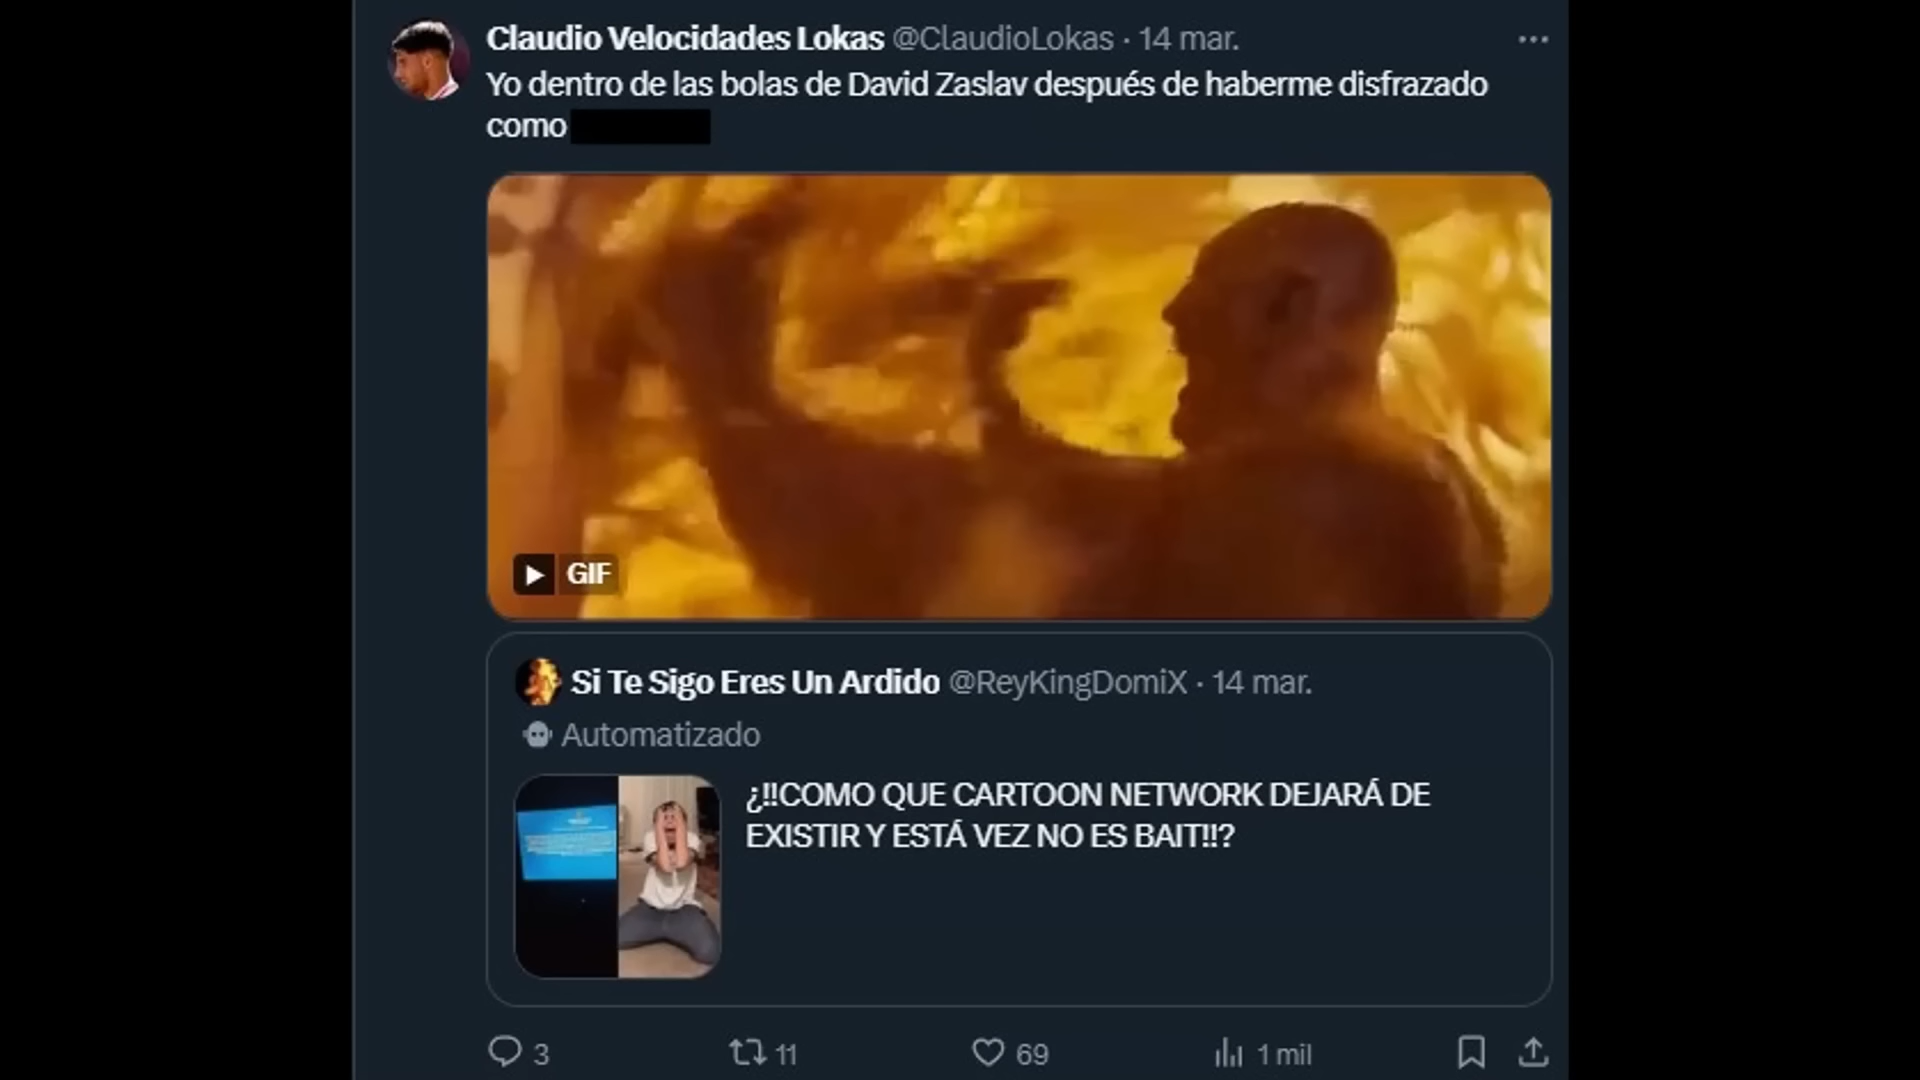 Claudio Velocidades Lokas @ClaudioLokas · 14 mar.
Yo dentro de las bolas de David Zaslav después de haberme disfrazado
como
GIF
Si Te Sigo Eres Un Ardido @ReyKingDomiX · 14 mar.
Automatizado
¿!!COMO QUE CARTOON NETWORK DEJARÁ DE
EXISTIR Y ESTÁ VEZ NO ES BAIT!!?
3 11 69 1 mil